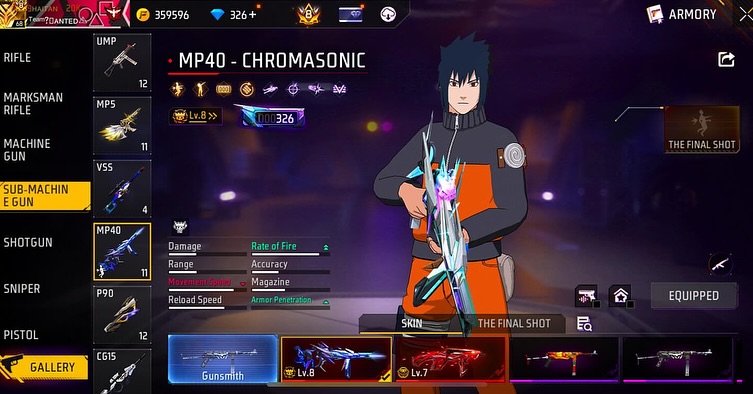 359596
326+
ARMORY
RIFLE
UMP
12
MP40 - CHROMASONIC
MARKSMAN
RIFLE
MP5
11
Lv.8 >>
326
MACHINE
GUN
THE FINAL SHOT
VSS
4
SUB-MACHIN
E GUN
SHOTGUN
MP40
11
Damage
Rate of Fire
Range
Accuracy
Movement Speed
Magazine
Reload Speed
Armor Penetration
SNIPER
P90
12
EQUIPPED
PISTOL
SKIN
THE FINAL SHOT
GALLERY
CG15
Gunsmith
Lv.8
Lv.7